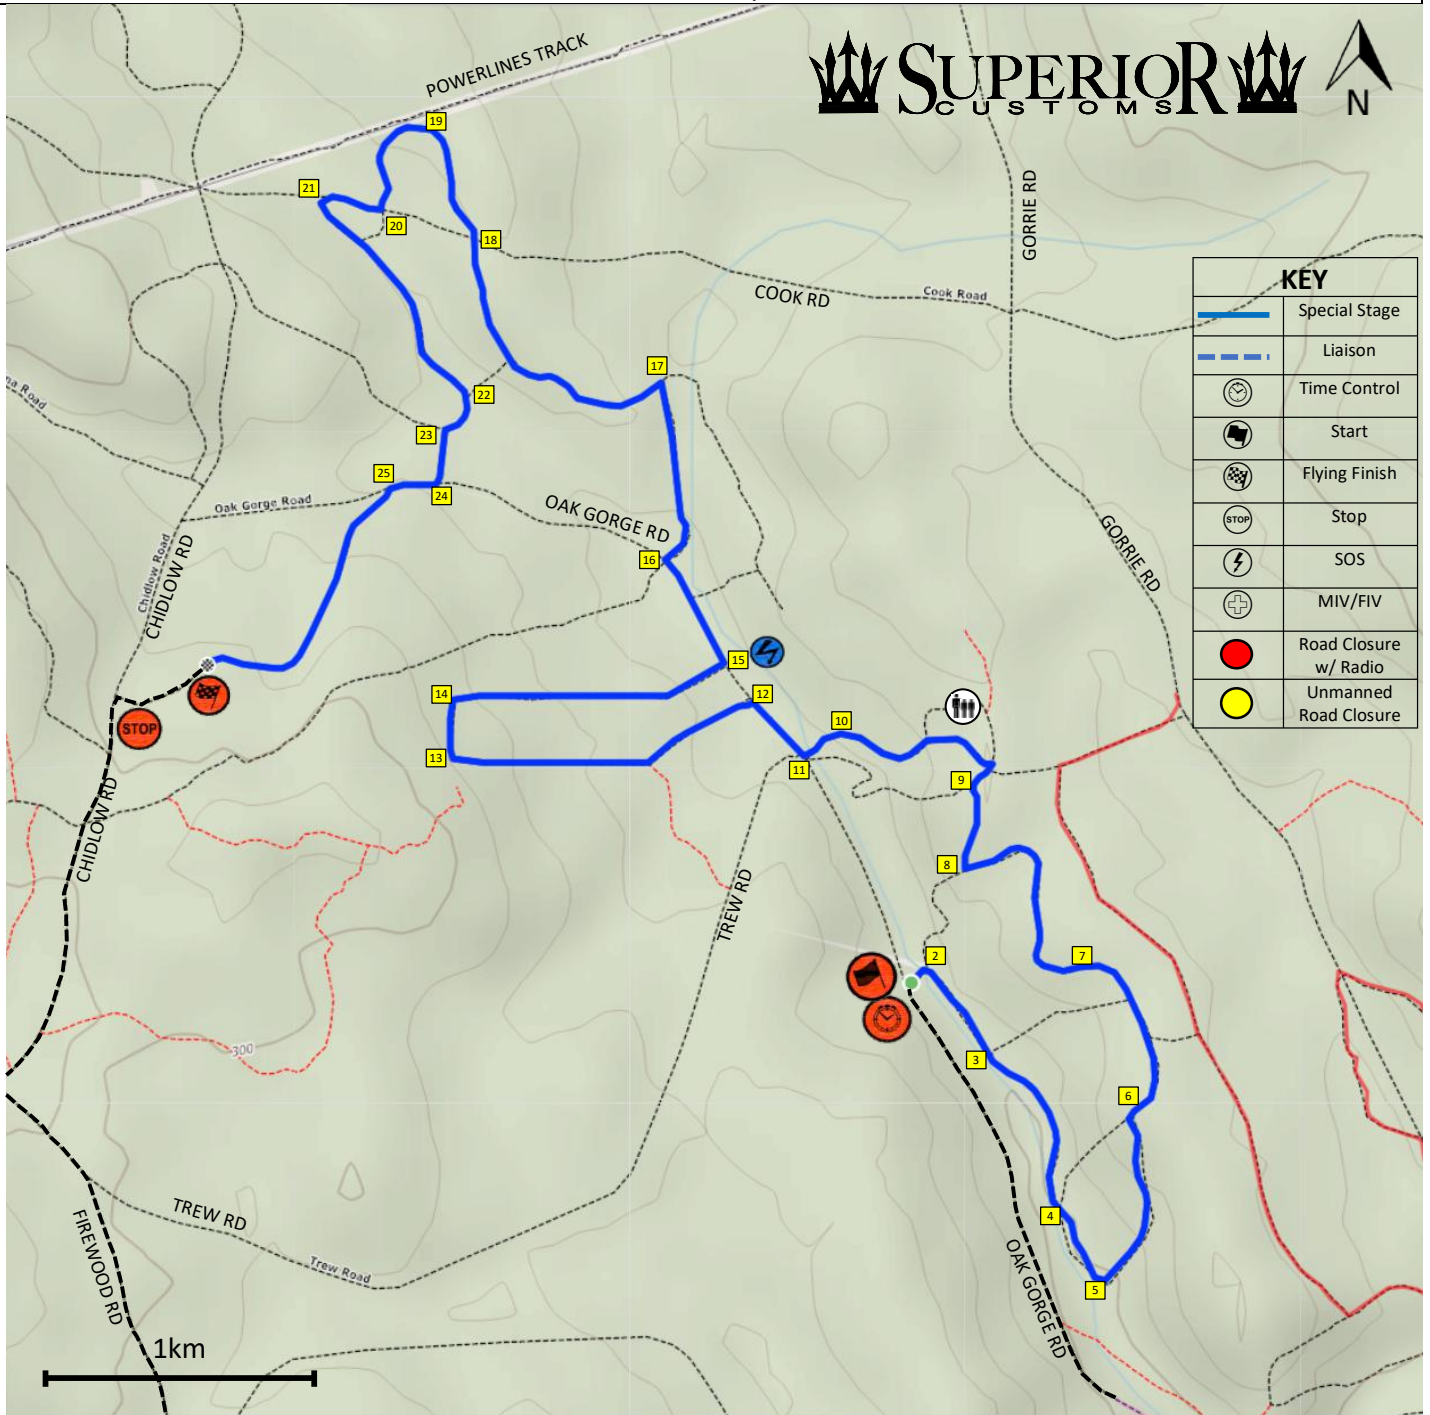 POWERLINES TRACK
SUPERIOR
CUSTOMS
N
19
21
20
18
GORRIE RD
COOK RD
Cook Road
KEY
Special Stage
Liaison
Time Control
Start
Flying Finish
STOP
Stop
SOS
MIV/FIV
Road Closure
w/ Radio
Unmanned
Road Closure
17
22
23
25
24
na Road
Oak Gorge Road
OAK GORGE RD
GORRIE RD
16
Chidlow Road
CHIDLOW RD
15
14
12
10
STOP
13
11
9
CHIDLOW RD
8
TREW RD
2
7
3
300
6
4
5
TREW RD
Trew Road
FIREWOOD RD
OAK GORGE RD
1km